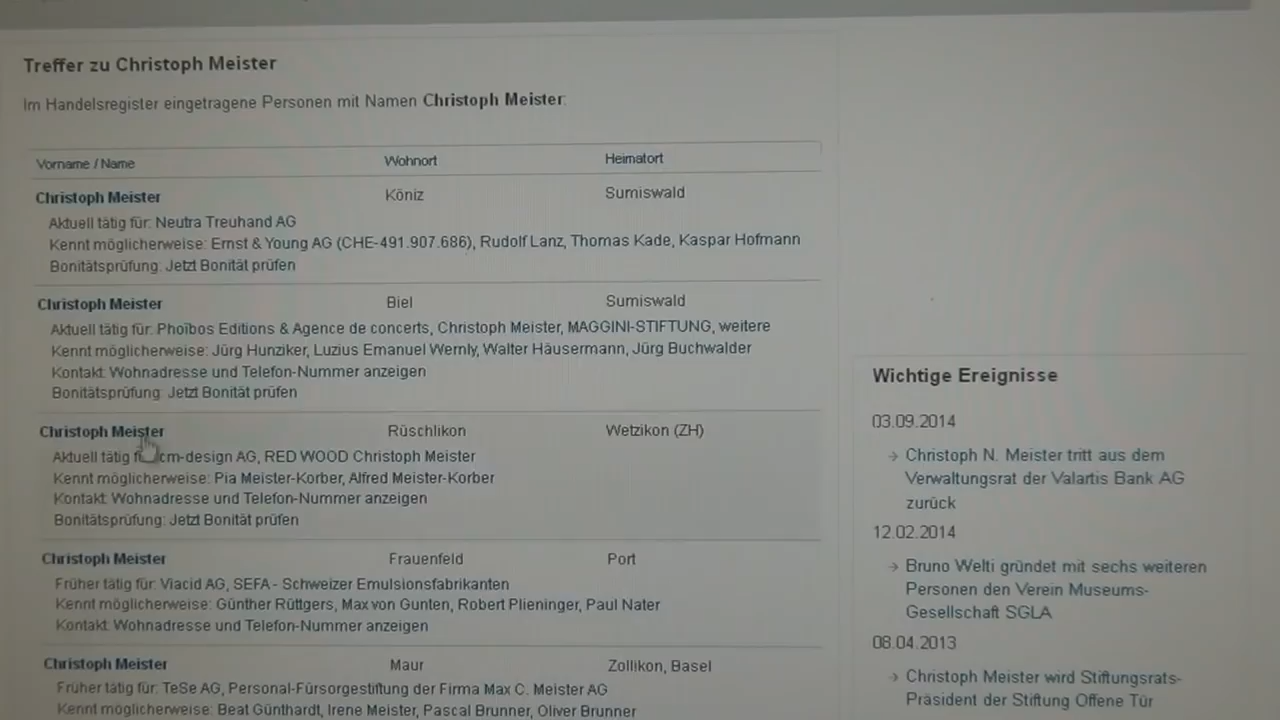 Treffer zu Christoph Meister
Im Handelsregister eingetragene Personen mit Namen Christoph Meister:
Vorname / Name Wohnort Heimatort
Christoph Meister Köniz Sumiswald
Aktuell tätig für: Neutra Treuhand AG
Kennt möglicherweise: Ernst & Young AG (CHE-491.907.686), Rudolf Lanz, Thomas Kade, Kaspar Hofmann
Bonitätsprüfung: Jetzt Bonität prüfen
Christoph Meister Biel Sumiswald
Aktuell tätig für: Phoïbos Editions & Agence de concerts, Christoph Meister, MAGGINI-STIFTUNG, weitere
Kennt möglicherweise: Jürg Hunziker, Luzius Emanuel Wernly, Walter Häusermann, Jürg Buchwalder
Kontakt: Wohnadresse und Telefon-Nummer anzeigen
Bonitätsprüfung: Jetzt Bonität prüfen
Christoph Meister Rüschlikon Wetzikon (ZH)
Aktuell tätig cm-design AG, RED WOOD Christoph Meister
Kennt möglicherweise: Pia Meister-Korber, Alfred Meister-Korber
Kontakt: Wohnadresse und Telefon-Nummer anzeigen
Bonitätsprüfung: Jetzt Bonität prüfen
Christoph Meister Frauenfeld Port
Früher tätig für: Viacid AG, SEFA - Schweizer Emulsionsfabrikanten
Kennt möglicherweise: Günther Rüttgers, Max von Gunten, Robert Plieninger, Paul Nater
Kontakt: Wohnadresse und Telefon-Nummer anzeigen
Christoph Meister Maur Zollikon, Basel
Früher tätig für: TeSe AG, Personal-Fürsorgestiftung der Firma Max C. Meister AG
Kennt möglicherweise: Beat Günthardt, Irene Meister, Pascal Brunner, Oliver Brunner
Wichtige Ereignisse
03.09.2014
→ Christoph N. Meister tritt aus dem
Verwaltungsrat der Valartis Bank AG
zurück
12.02.2014
→ Bruno Welti gründet mit sechs weiteren
Personen den Verein Museums-
Gesellschaft SGLA
08.04.2013
→ Christoph Meister wird Stiftungsrats-
Präsident der Stiftung Offene Tür